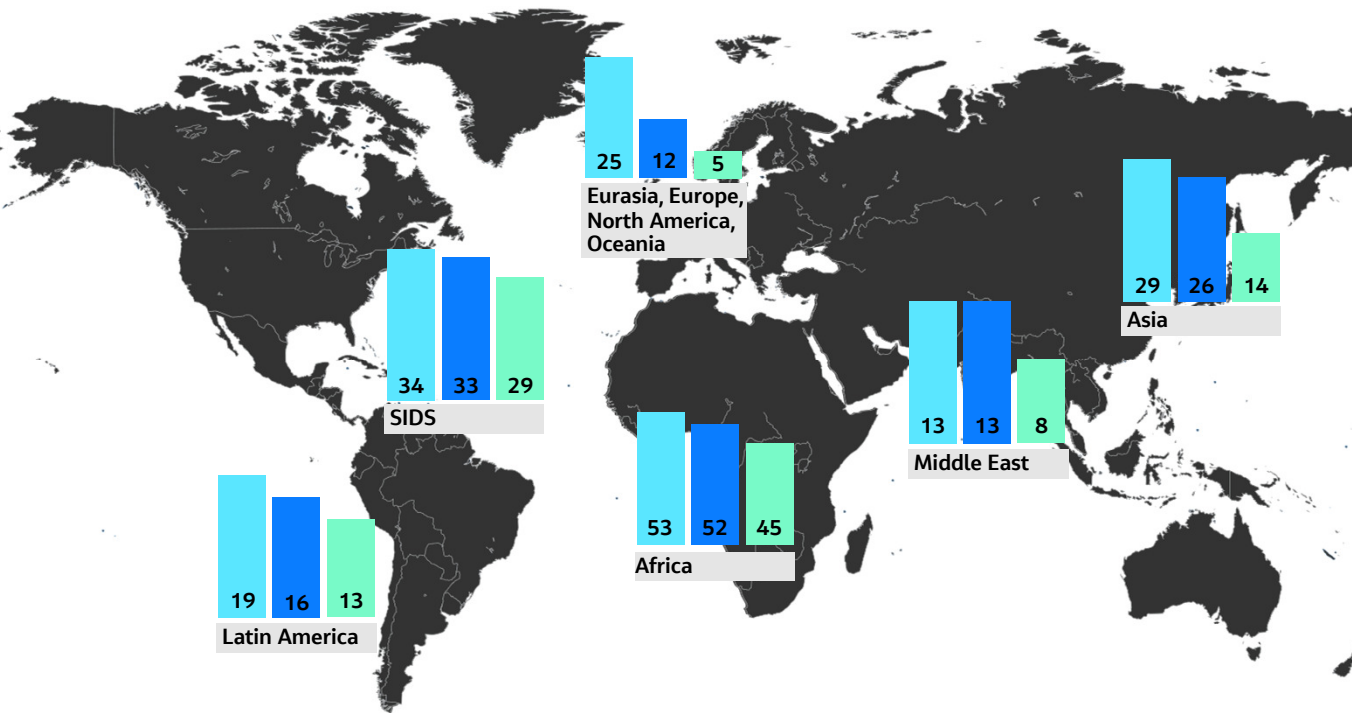 25 12 5
Eurasia, Europe,
North America,
Oceania
29 26 14
Asia
34 33 29
SIDS
13 13 8
Middle East
53 52 45
Africa
19 16 13
Latin America